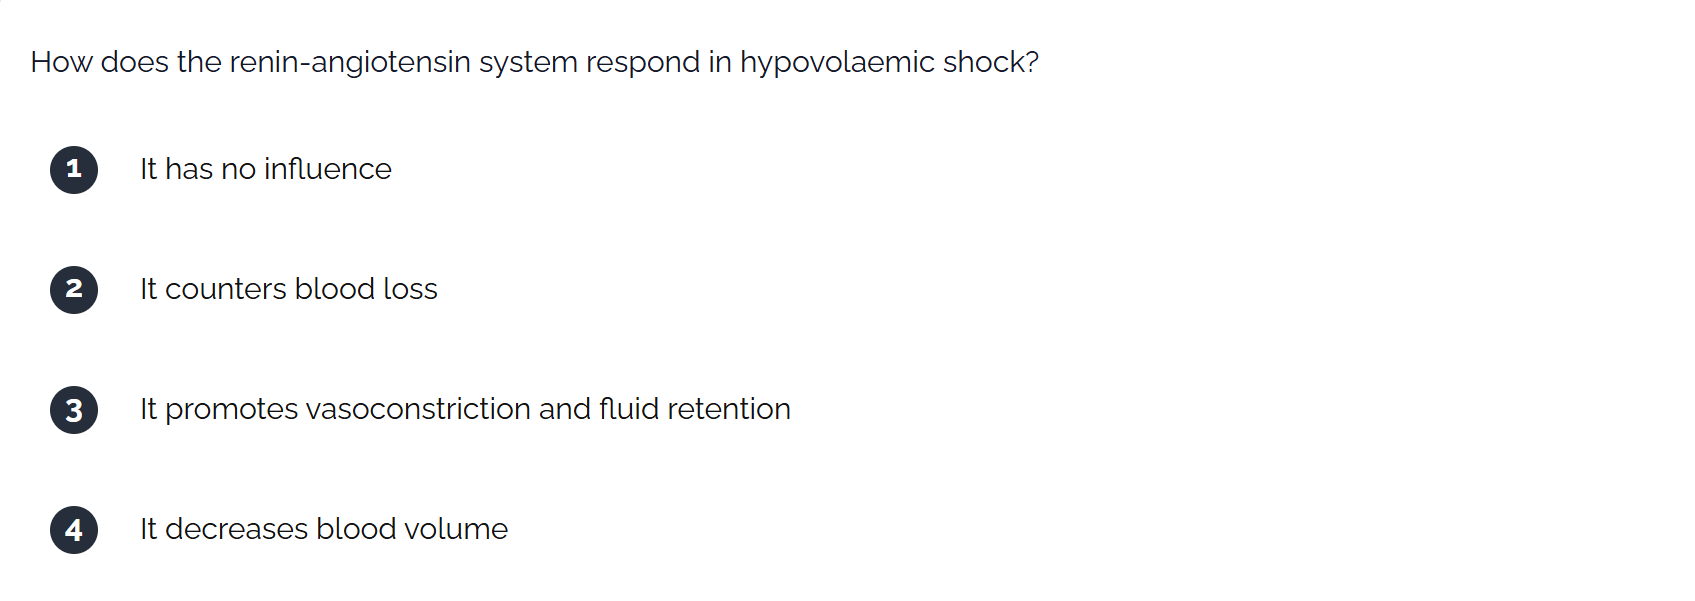 How does the renin-angiotensin system respond in hypovolaemic shock?
1 It has no influence
2 It counters blood loss
3 It promotes vasoconstriction and fluid retention
4 It decreases blood volume